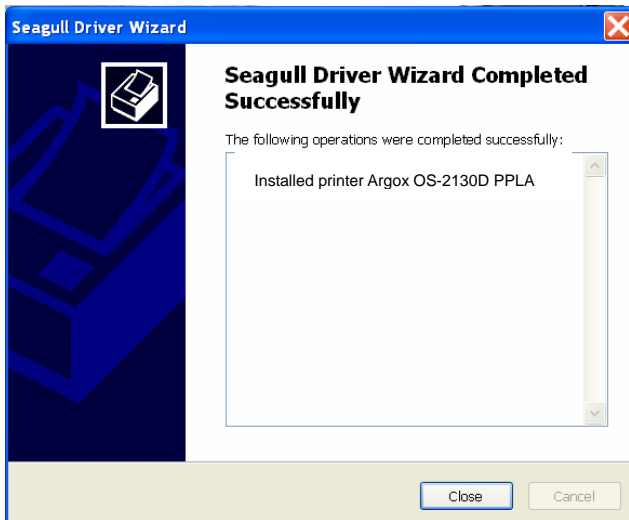 Seagull Driver Wizard
Seagull Driver Wizard Completed
Successfully
The following operations were completed successfully:
Installed printer Argox OS-2130D PPLA
Close
Cancel